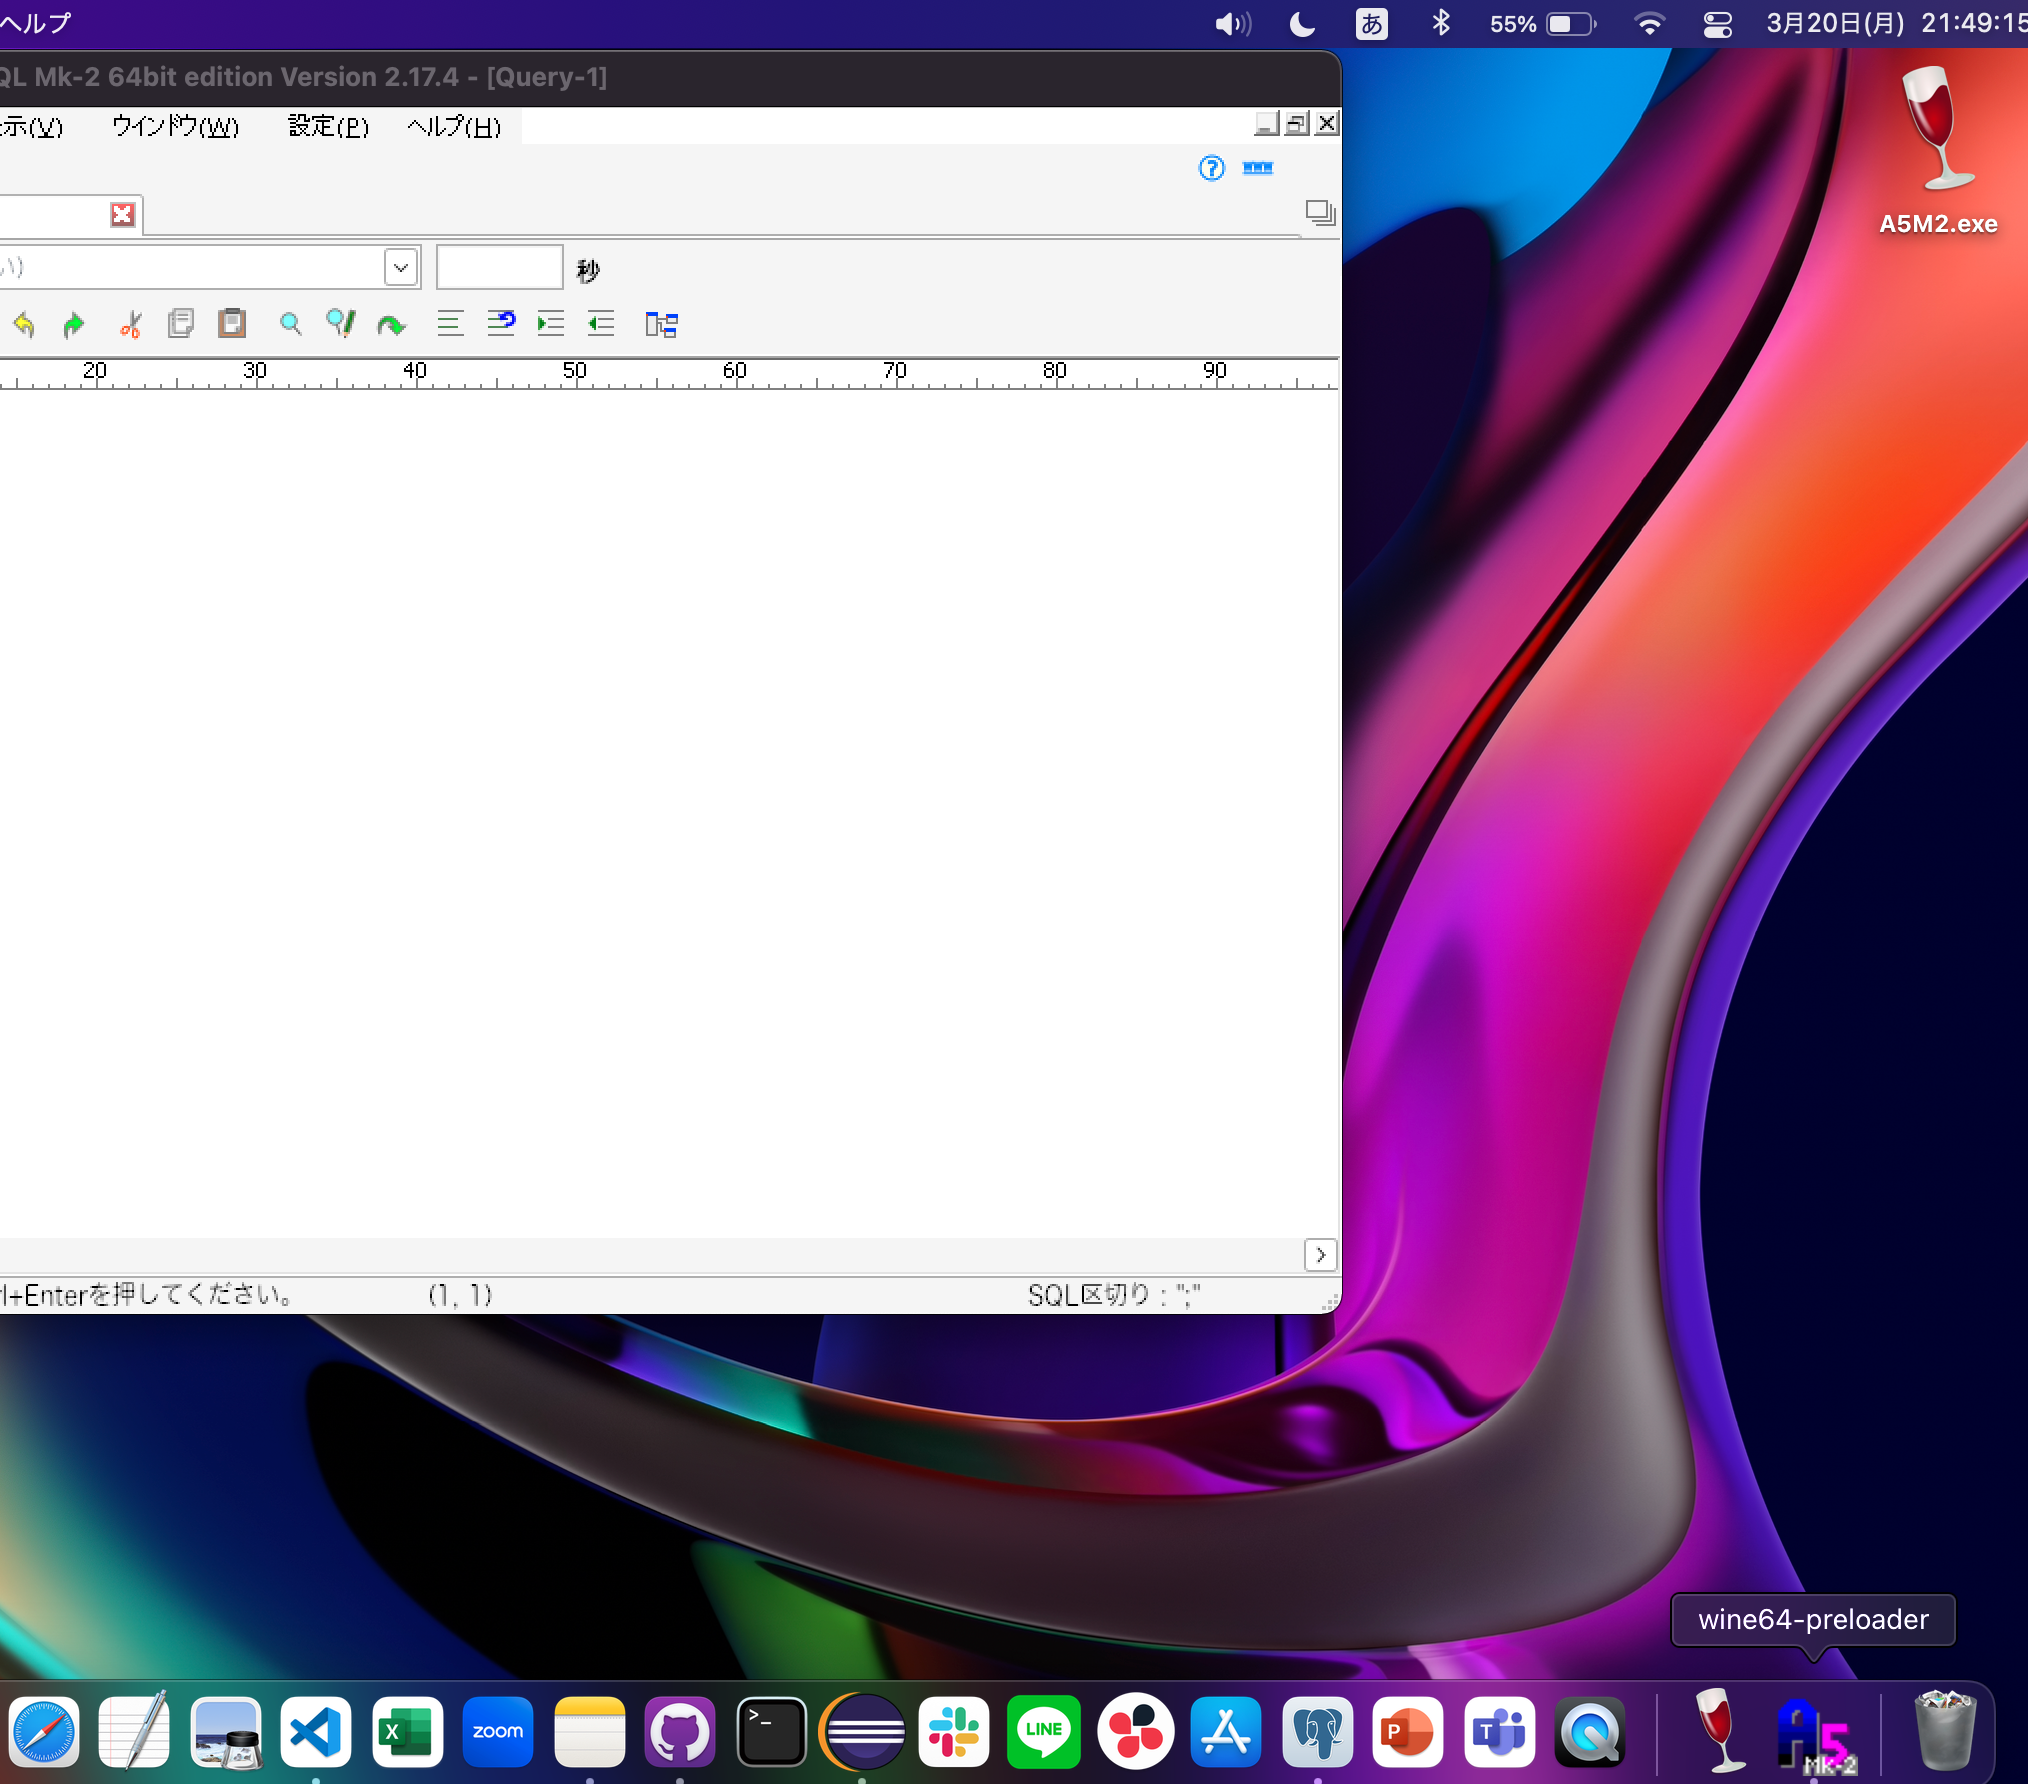 ヘルプ
あ
55%
3月20日(月) 21:49:15
QL Mk-2 64bit edition Version 2.17.4 - [Query-1]
示(V) ウインドウ(W) 設定(P) ヘルプ(H)
い)
秒
20 30 40 50 60 70 80 90
A5M2.exe
l+Enterを押してください。 (1, 1) SQL区切り : ";"
wine64-preloader
zoom
LINE
A5 Mk-2